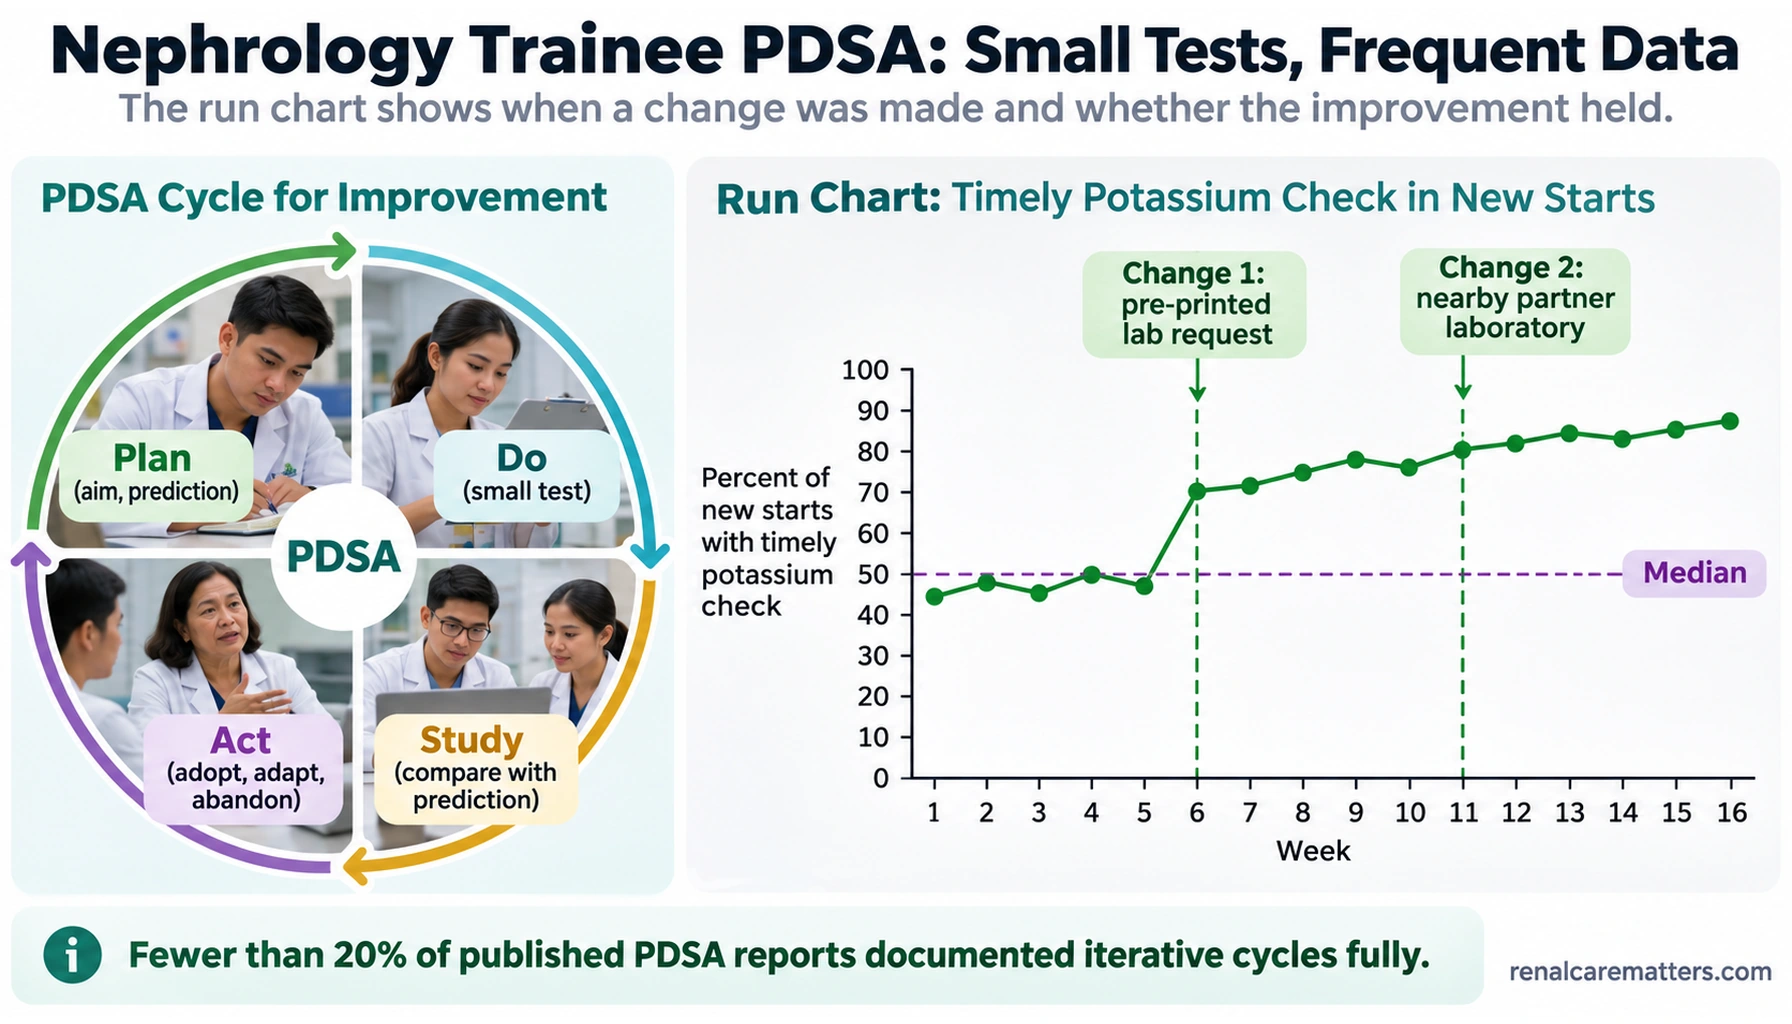 Nephrology Trainee PDSA: Small Tests, Frequent Data
The run chart shows when a change was made and whether the improvement held.
PDSA Cycle for Improvement
Plan
(aim, prediction)
Do
(small test)
PDSA
Act
(adopt, adapt,
abandon)
Study
(compare with
prediction)
Run Chart: Timely Potassium Check in New Starts
Change 1:
pre-printed
lab request
Change 2:
nearby partner
laboratory
Percent of
new starts
with timely
potassium
check
100
90
80
70
60
50
40
30
20
10
0
Median
1 2 3 4 5 6 7 8 9 10 11 12 13 14 15 16
Week
Fewer than 20% of published PDSA reports documented iterative cycles fully.
renalcarematters.com